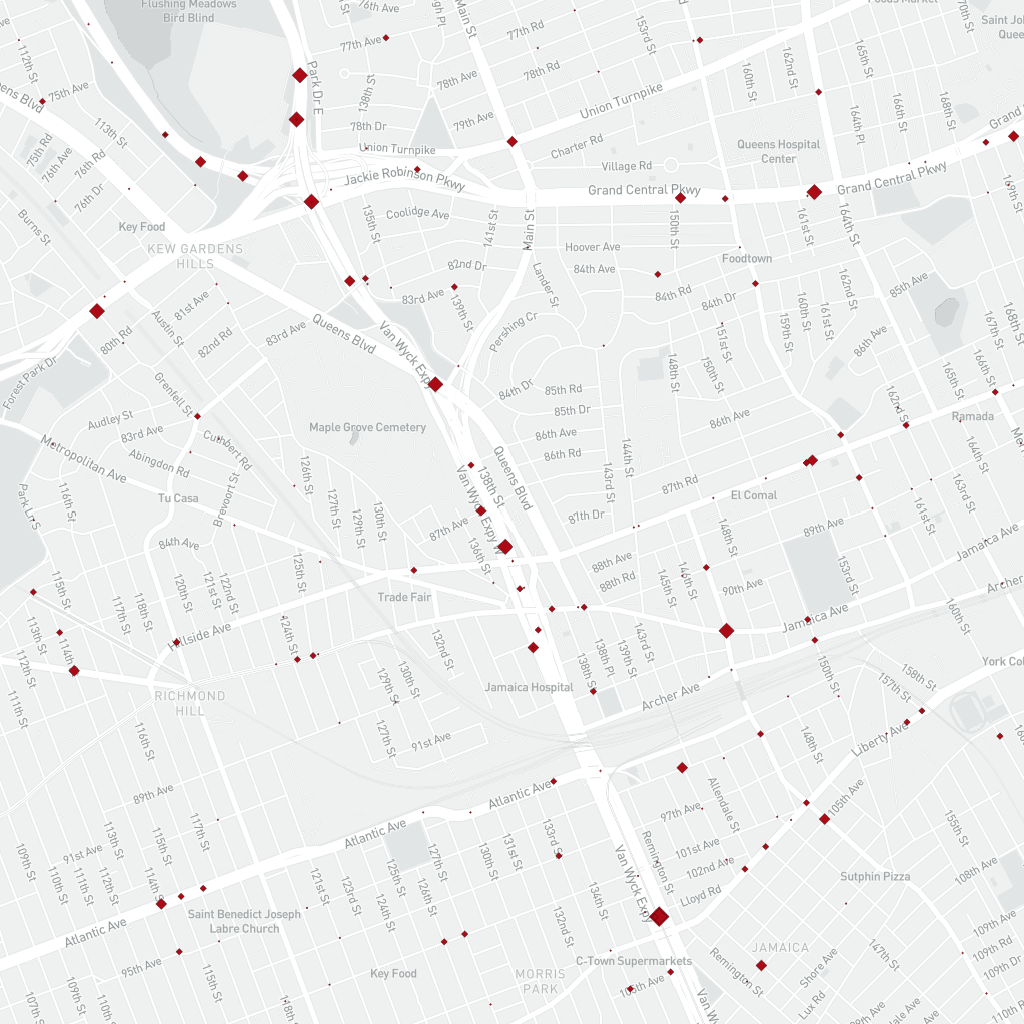 Flushing Meadows
Bird Blind
76th Ave
Main St
Foods Market
170th St
Saint Joh
Quee
77th Ave
77th Rd
153rd St
112th St
162nd St
165th St
Park Dr E
78th Rd
160th St
138th St
78th Ave
75th Ave
ens Blvd
Union Turnpike
166th St
168th St
79th Ave
164th St
Grand
113th St
78th Dr
75th Rd
76th Ave
76th Rd
Union Turnpike
Charter Rd
Queens Hospital
Center
Village Rd
Jackie Robinson Pkwy
Grand Central Pkwy
Grand Central Pkwy
76th Dr
169th St
Burns St
135th St
Coolidge Ave
141st St
Main St
150th St
161st St
164th St
Key Food
KEW GARDENS
HILLS
Hoover Ave
Foodtown
82nd Dr
84th Ave
Lander St
162nd St
85th Ave
81st Ave
83rd Ave
139th St
84th Rd
84th Dr
168th St
Austin St
82nd Rd
83rd Ave
Queens Blvd
Van Wyck Expy
Pershing Cr
151st St
159th St
161st St
86th Ave
167th St
80th Rd
Forest Park Dr
Grenfell St
84th Dr
85th Rd
148th St
150th St
166th St
165th St
Audley St
83rd Ave
85th Dr
86th Ave
162nd St
Ramada
Maple Grove Cemetery
Metropolitan Ave
Cuthbert Rd
Abingdon Rd
86th Ave
86th Rd
144th St
143rd St
Queens Blvd
126th St
127th St
129th St
130th St
Tu Casa
Brevort St
116th St
Park Ln S
138th St
Van Wyck Expy W
87th Rd
El Comal
163rd St
161st St
87th Ave
87th Dr
89th Ave
148th St
136th St
84th Ave
88th Ave
88th Rd
Jamaica Ave
115th St
125th St
122nd St
121st St
120th St
118th St
117th St
Trade Fair
145th St
146th St
90th Ave
153rd St
Archer
113th St
114th
124th St
Hillside Ave
Jamaica Ave
160th St
112th St
132nd St
138th Pl
139th St
143rd St
York Col
111th St
RICHMOND
HILL
130th St
129th St
Jamaica Hospital
138th St
Archer Ave
150th St
158th St
157th St
116th St
127th St
91st Ave
148th St
Liberty Ave
89th Ave
Atlantic Ave
Allendale St
105th Ave
97th Ave
117th St
Atlantic Ave
155th St
91st Ave
115th St
133rd St
131st St
130th St
127th St
Remington St
101st Ave
102nd Ave
Van Wyck Expy
109th St
110th St
111th St
112th St
114th St
125th St
126th St
124th St
123rd St
121st St
Lloyd Rd
Sutphin Pizza
108th Ave
134th St
132nd St
Saint Benedict Joseph
Labre Church
Atlantic Ave
109th Ave
109th Rd
109th Dr
JAMAICA
C-Town Supermarkets
147th St
95th Ave
115th St
Key Food
MORRIS
PARK
105th Ave
Remington St
Shore Ave
Lux Rd
107th St
108th St
118th St
Van W
110th Rd